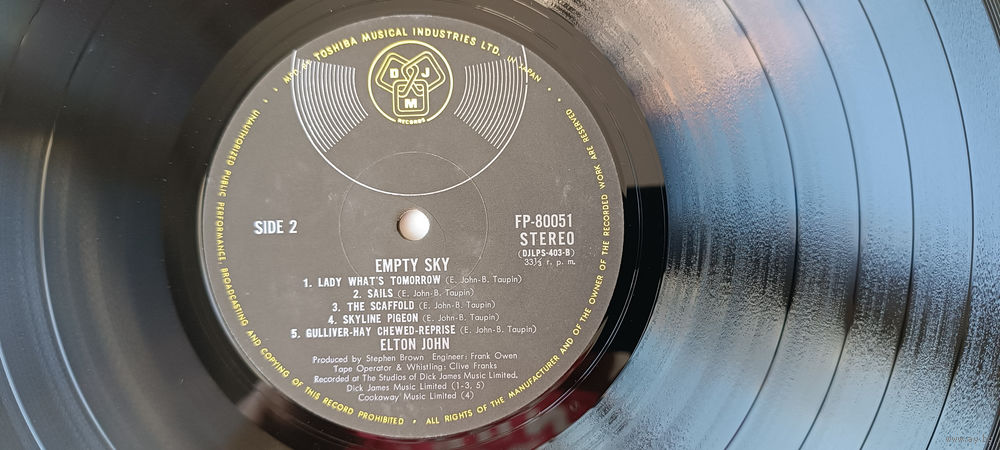 MFD. BY TOSHIBA MUSICAL INDUSTRIES LTD. IN JAPAN
D J M
RECORDS
SIDE 2
FP-80051
STEREO
(DJLPS-403-B)
33⅓ r. p. m.
EMPTY SKY
1. LADY WHAT'S TOMORROW (E. John-B. Taupin)
2. SAILS (E. John-B. Taupin)
3. THE SCAFFOLD (E. John-B. Taupin)
4. SKYLINE PIGEON (E. John-B. Taupin)
5. GULLIVER-HAY CHEWED-REPRISE (E. John-B. Taupin)
ELTON JOHN
Produced by Stephen Brown Engineer: Frank Owen
Tape Operator & Whistling: Clive Franks
Recorded at The Studios of Dick James Music Limited.
Dick James Music Limited (1-3, 5)
Cookaway Music Limited (4)
UNAUTHORIZED PUBLIC PERFORMANCE, BROADCASTING AND COPYING OF THIS RECORD PROHIBITED • ALL RIGHTS OF THE MANUFACTURER AND OF THE OWNER OF THE RECORDED WORK ARE RESERVED